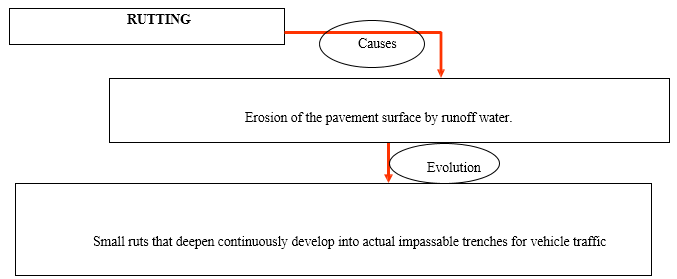 RUTTING
Causes
Erosion of the pavement surface by runoff water.
Evolution
Small ruts that deepen continuously develop into actual impassable trenches for vehicle traffic